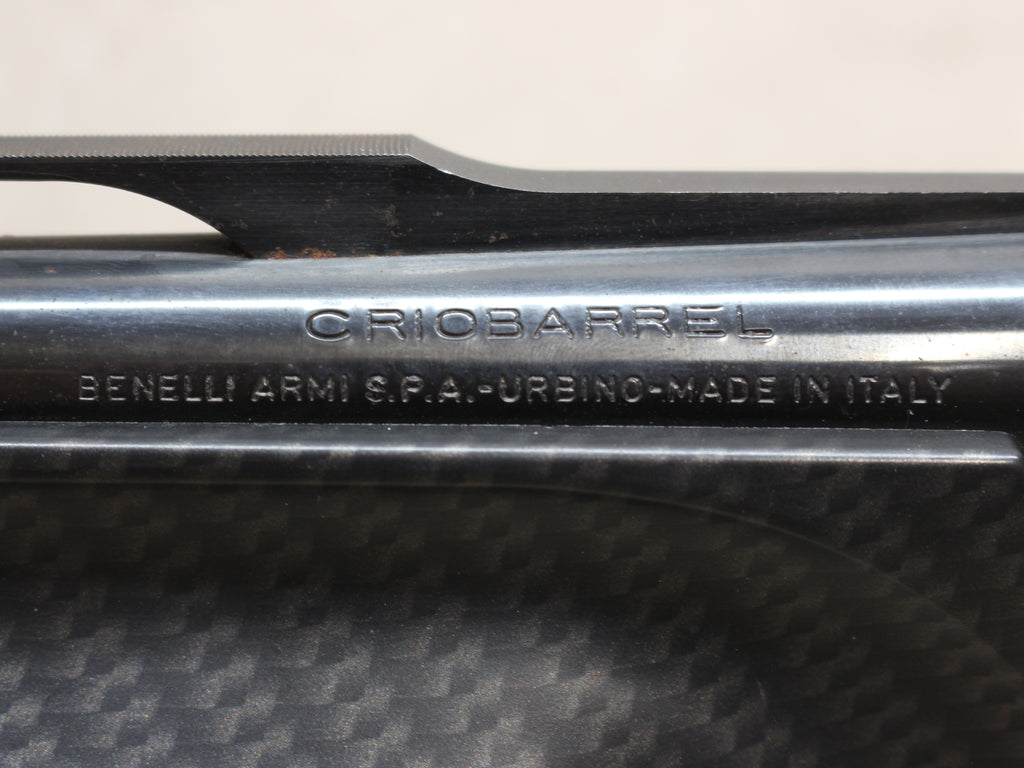 CRIOBARREL
BENELLI ARMI S.P.A.-URBINO-MADE IN ITALY